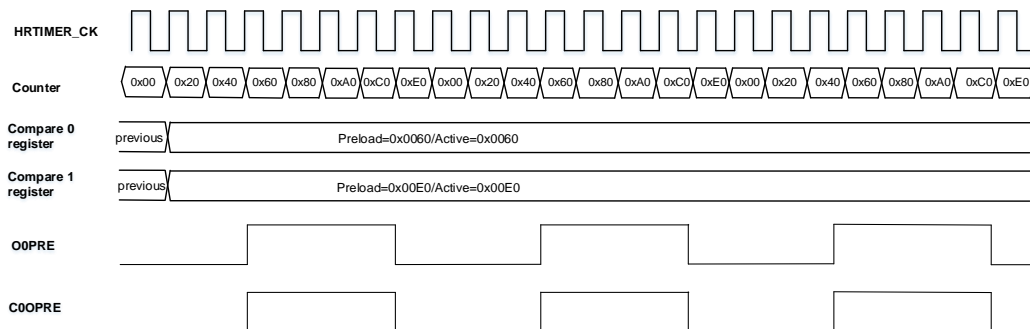 HRTIMER_CK
Counter 0x00 0x20 0x40 0x60 0x80 0xA0 0xC0 0xE0 0x00 0x20 0x40 0x60 0x80 0xA0 0xC0 0xE0 0x00 0x20 0x40 0x60 0x80 0xA0 0xC0 0xE0
Compare 0
register
previous Preload=0x0060/Active=0x0060
Compare 1
register
previous Preload=0x00E0/Active=0x00E0
O0PRE
C0OPRE